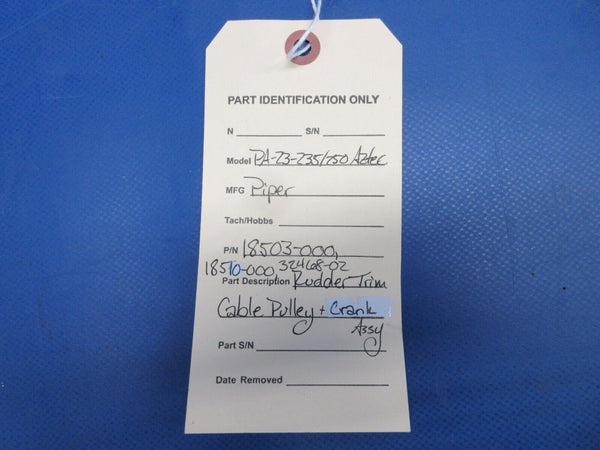 PART IDENTIFICATION ONLY
N S/N
Model PA-23-235/250 Aztec
MFG Piper
Tach/Hobbs
P/N 18503-000,
18510-000, 32468-02
Part Description Rudder Trim
Cable Pulley + Crank
Assy
Part S/N
Date Removed